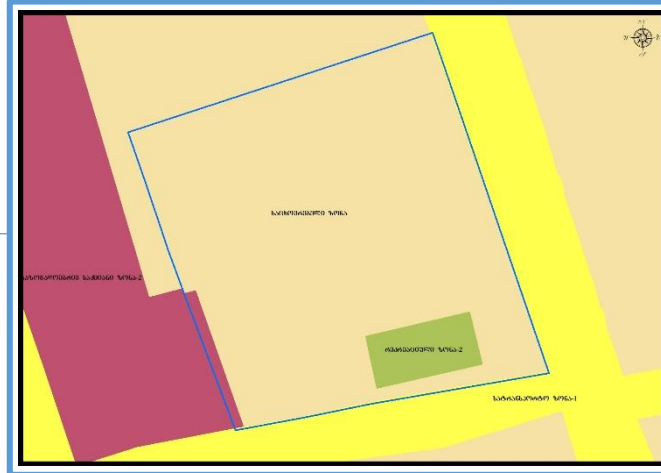 საცხოვრებელი ზონა
საზოგადოებრივ საქმიანი ზონა-2
რეკრეაციული ზონა-2
სატრანსპორტო ზონა-1